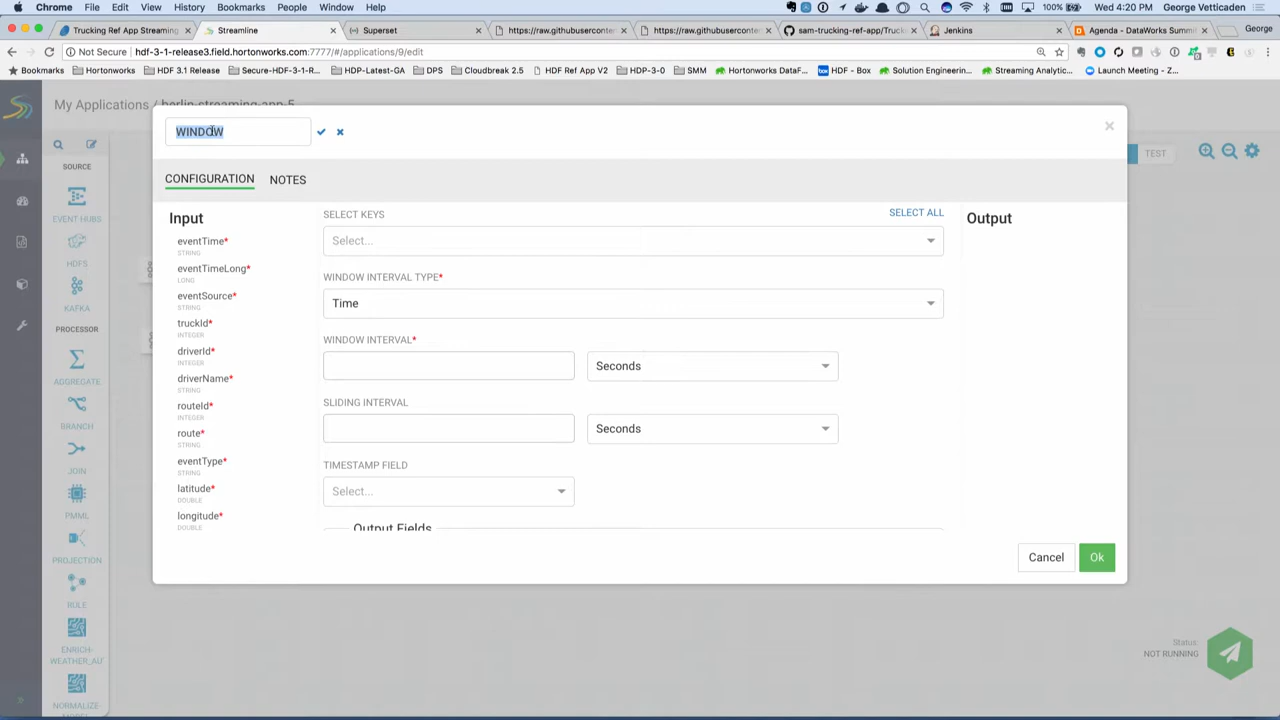 Chrome File Edit View History Bookmarks People Window Help
100% Wed 4:20 PM George Vetticaden
Trucking Ref App Streaming
Streamline
Superset
https://raw.githubuserconten
https://raw.githubuserconten
sam-trucking-ref-app/Truck
Jenkins
Agenda - DataWorks Summit
George
Not Secure hdf-3-1-release3.field.hortonworks.com:7777/#/applications/9/edit
Bookmarks Hortonworks HDF 3.1 Release Secure-HDF-3-1-R... HDP-Latest-GA DPS Cloudbreak 2.5 HDF Ref App V2 HDP-3-0 SMM Hortonworks DataF... HDF - Box Solution Engineerin... Streaming Analytic... Launch Meeting - Z...
My Applications / berlin-streaming-app-5
WINDOW
TEST
CONFIGURATION NOTES
SOURCE
EVENT HUBS
HDFS
KAFKA
PROCESSOR
AGGREGATE
BRANCH
JOIN
PMML
PROJECTION
RULE
ENRICH-
WEATHER_AU
NORMALIZE-
Input
eventTime*
STRING
eventTimeLong*
LONG
eventSource*
STRING
truckId*
INTEGER
driverId*
INTEGER
driverName*
STRING
routeId*
INTEGER
route*
STRING
eventType*
STRING
latitude*
DOUBLE
longitude*
DOUBLE
SELECT KEYS SELECT ALL
Select...
WINDOW INTERVAL TYPE*
Time
WINDOW INTERVAL*
Seconds
SLIDING INTERVAL
Seconds
TIMESTAMP FIELD
Select...
Output Fields
Output
Cancel Ok
Status:
NOT RUNNING